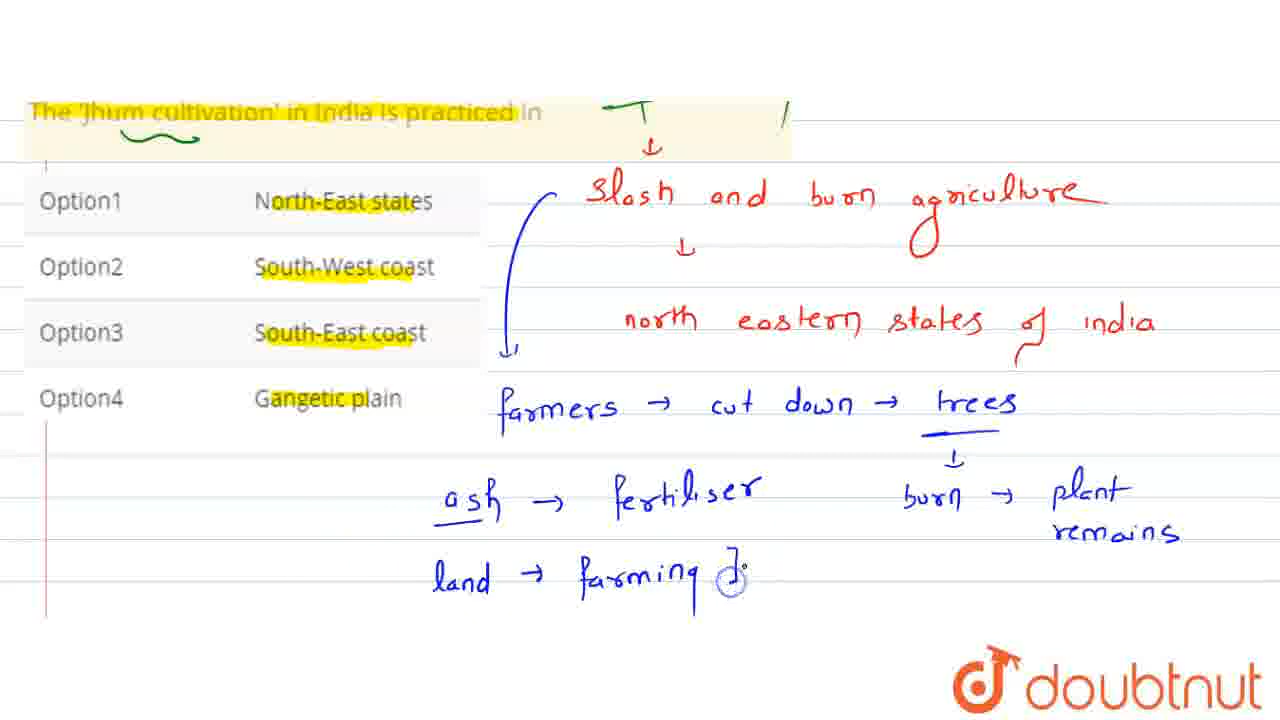 The 'Jhum cultivation' in India is practiced in
Option1 North-East states
Option2 South-West coast
Option3 South-East coast
Option4 Gangetic plain
Slash and burn agriculture
↓
north eastern states of india
farmers → cut down → trees
↓
burn → plant remains
ash → fertiliser
land → farming
doubtnut